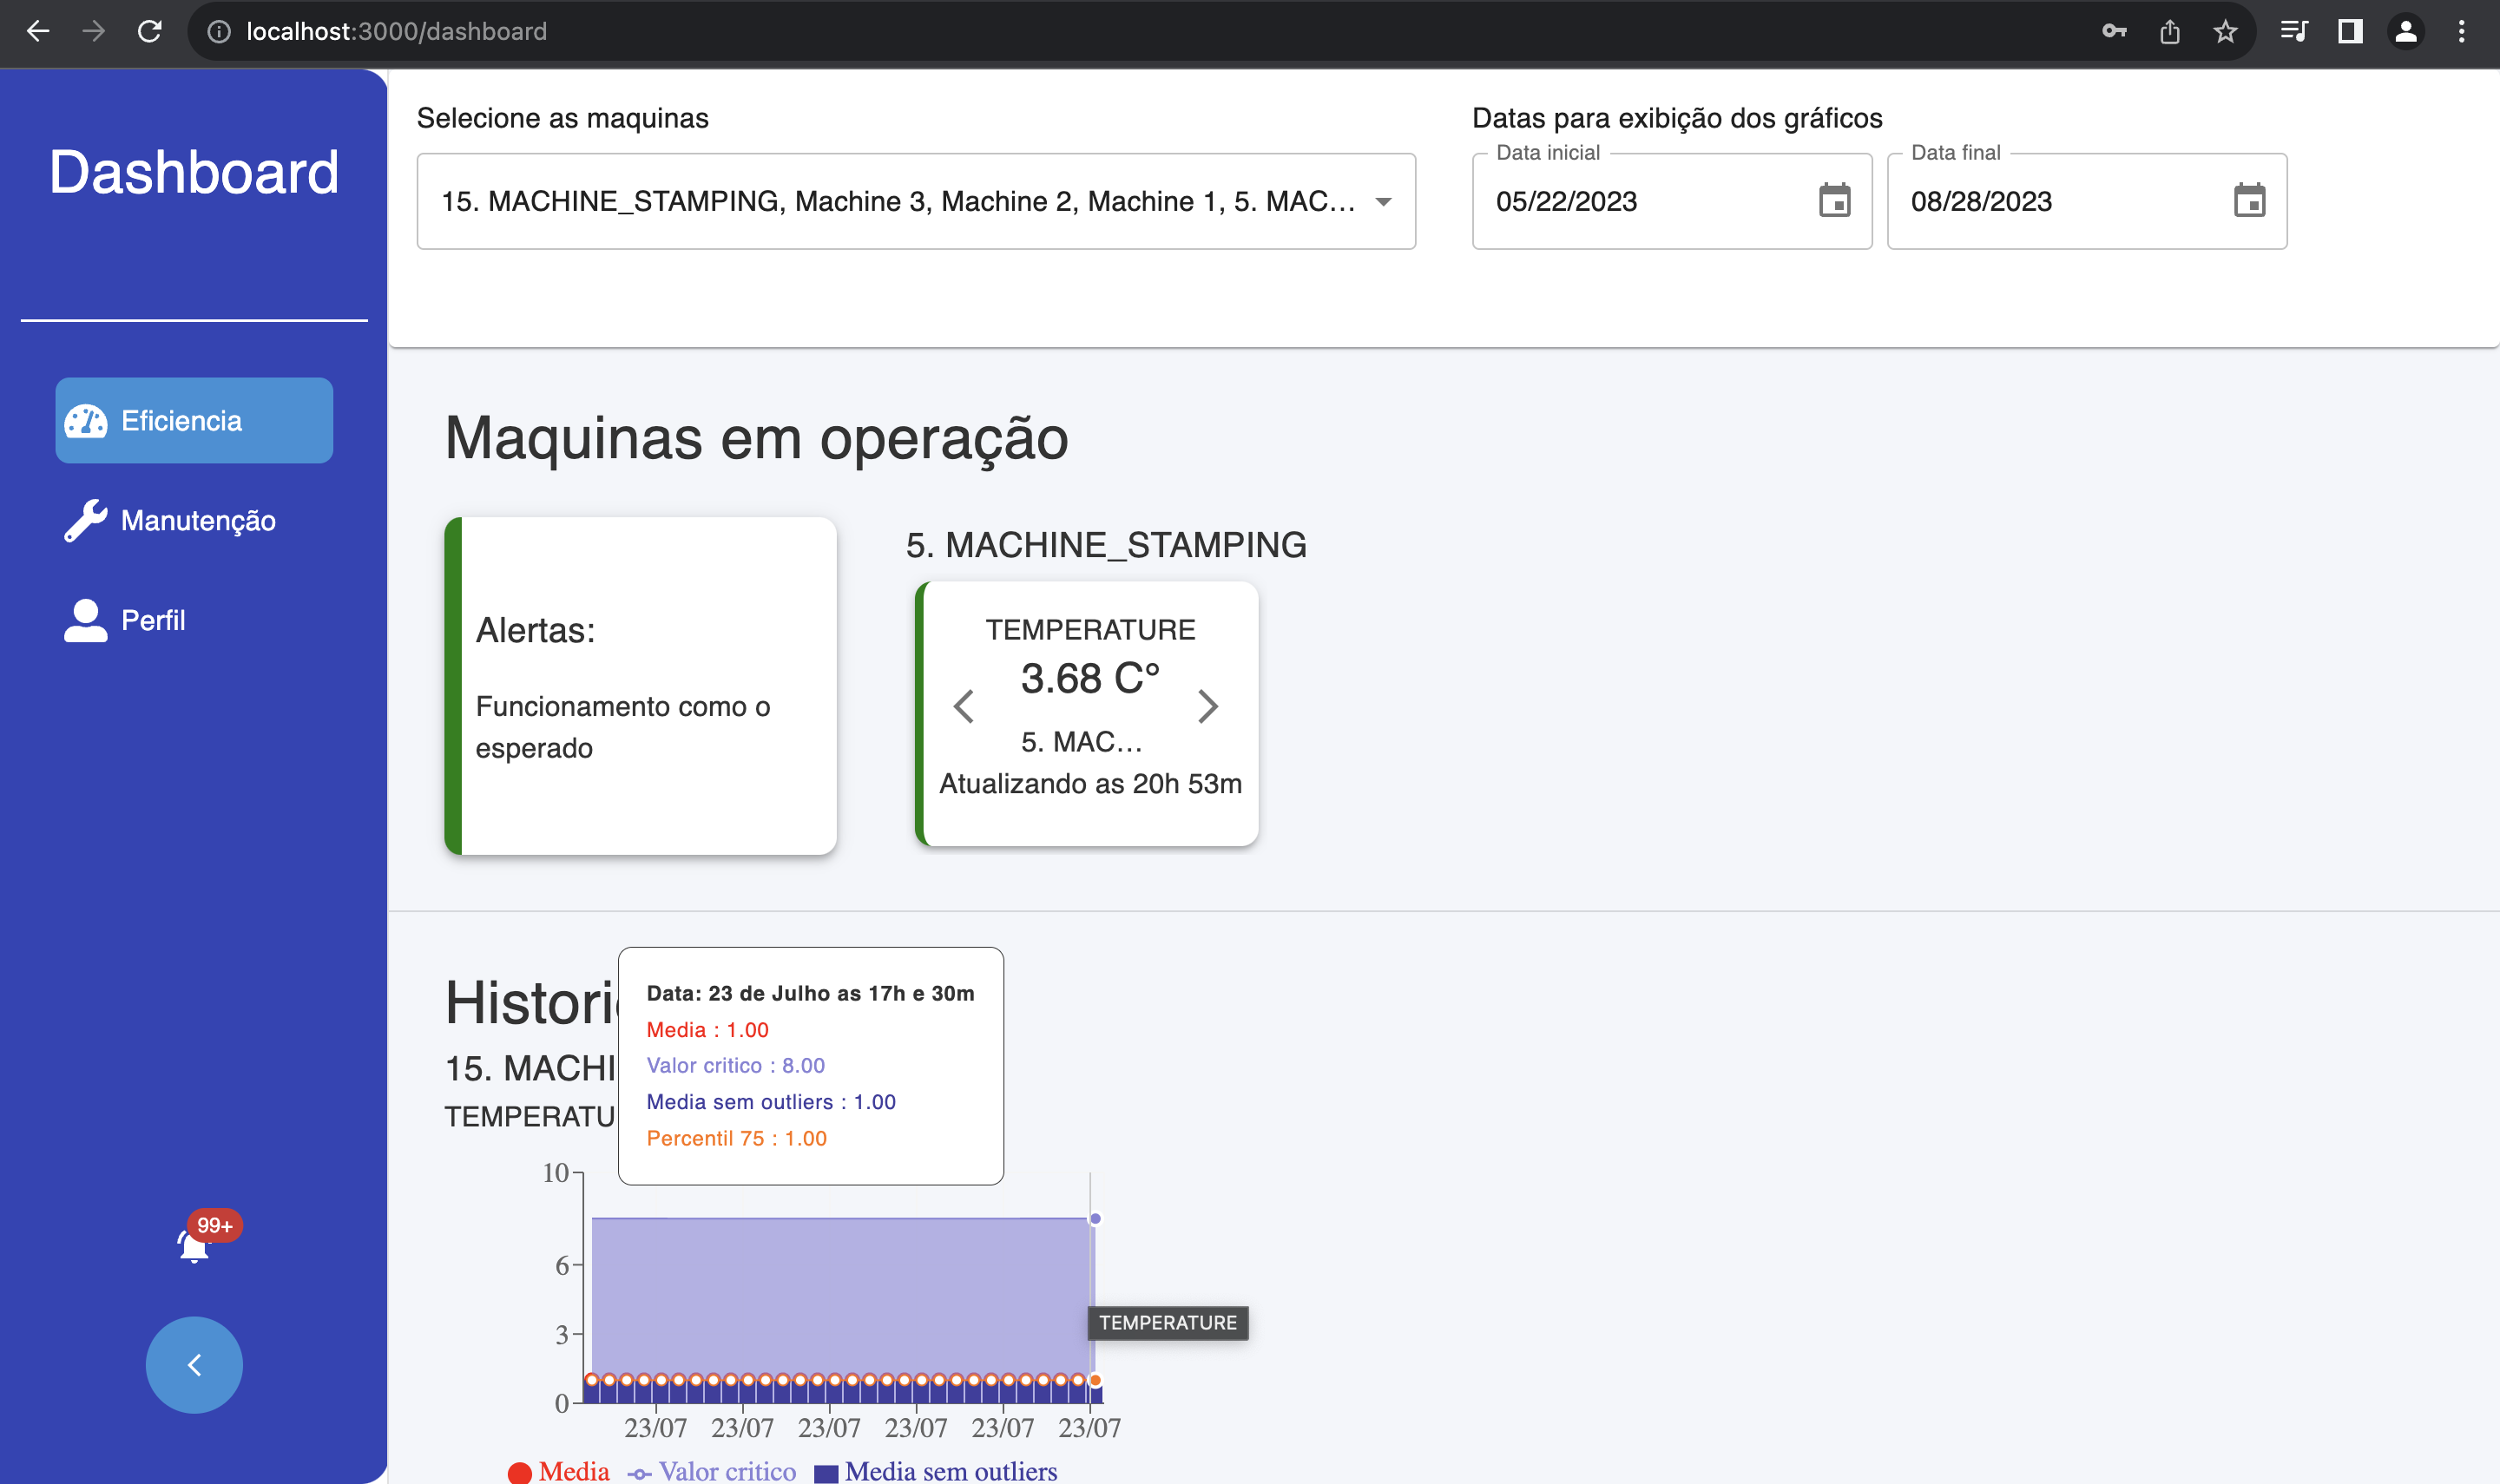 localhost:3000/dashboard
Dashboard
Eficiencia
Manutenção
Perfil
99+
Selecione as maquinas
15. MACHINE_STAMPING, Machine 3, Machine 2, Machine 1, 5. MAC...
Datas para exibição dos gráficos
Data inicial
05/22/2023
Data final
08/28/2023
Maquinas em operação
Alertas:
Funcionamento como o
esperado
5. MACHINE_STAMPING
TEMPERATURE
3.68 C°
5. MAC...
Atualizando as 20h 53m
Histori
15. MACHI
TEMPERATU
Data: 23 de Julho as 17h e 30m
Media : 1.00
Valor critico : 8.00
Media sem outliers : 1.00
Percentil 75 : 1.00
10
6
3
0
TEMPERATURE
23/07 23/07 23/07 23/07 23/07 23/07
Media Valor critico Media sem outliers